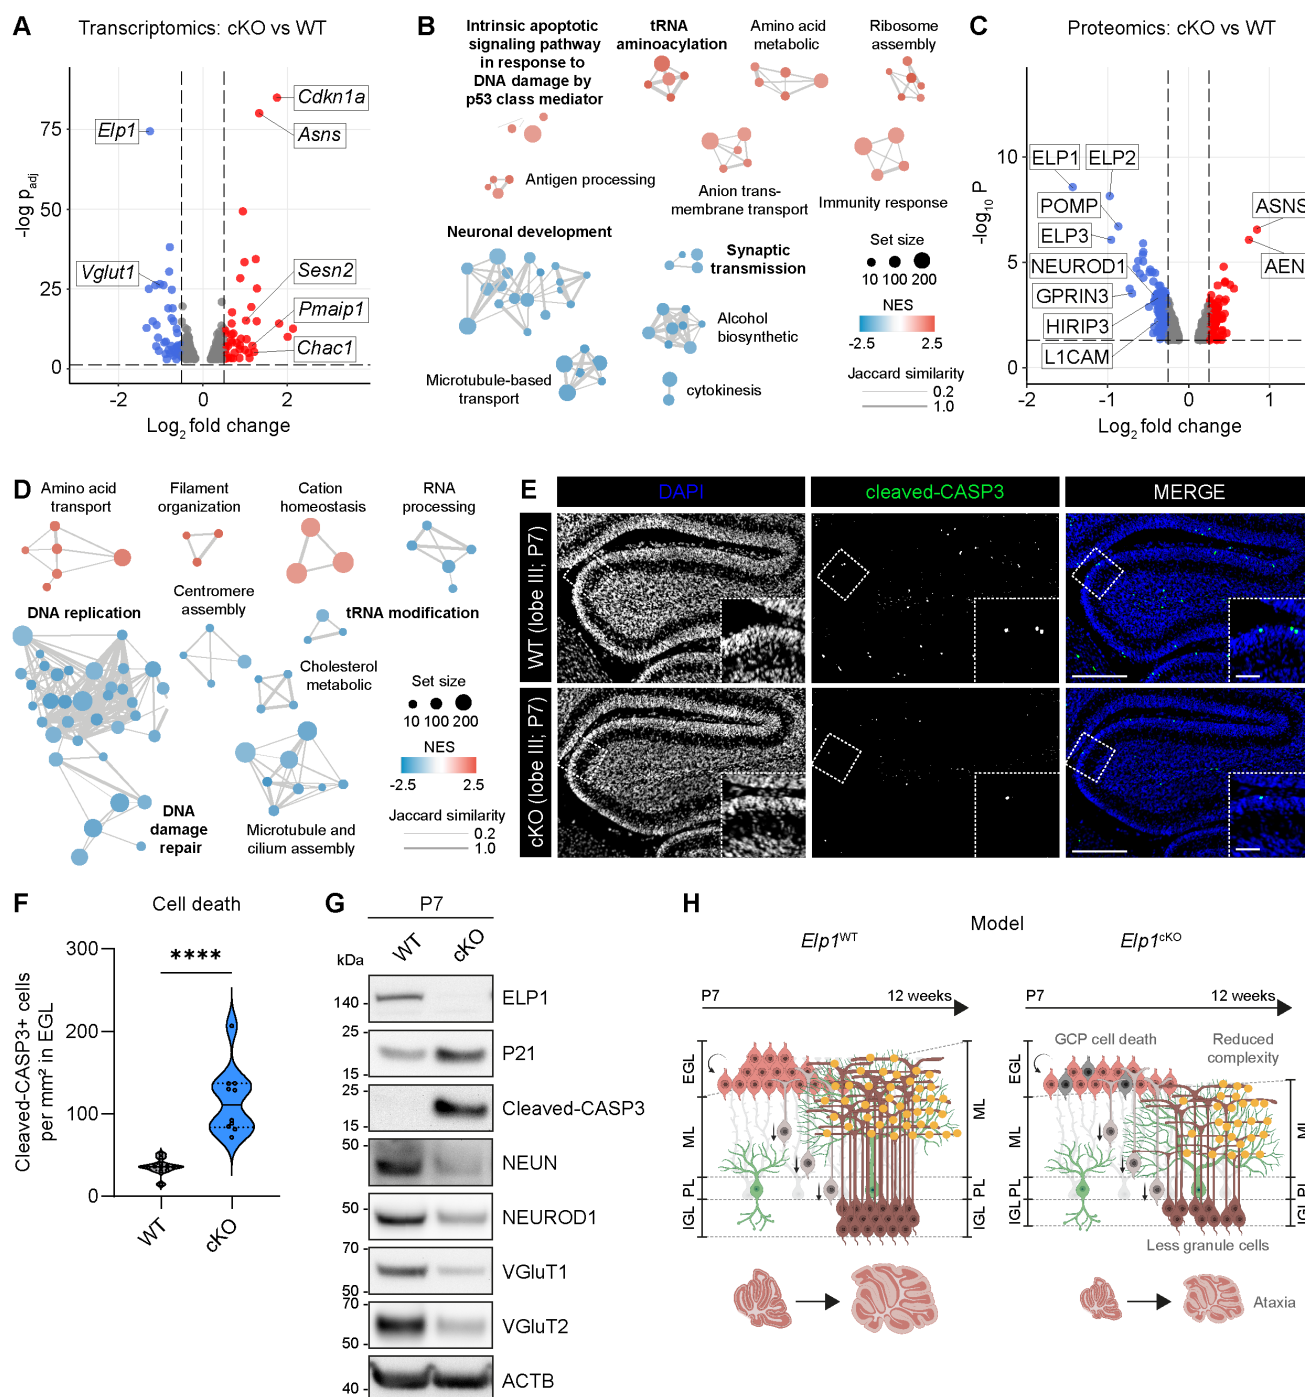 A
Transcriptomics: cKO vs WT
-log p adj
75
50
25
0
-2
0
2
Log2 fold change
Elp1
Vglut1
Cdkn1a
Asns
Sesn2
Pmaip1
Chac1
B
Intrinsic apoptotic
signaling pathway
in response to
DNA damage by
p53 class mediator
tRNA
aminoacylation
Amino acid
metabolic
Ribosome
assembly
Antigen processing
Anion trans-
membrane transport
Immunity response
Neuronal development
Synaptic
transmission
Alcohol
biosynthetic
Microtubule-based
transport
cytokinesis
Set size
10 100 200
NES
-2.5 2.5
Jaccard similarity
0.2
1.0
C
Proteomics: cKO vs WT
-log10 P
10
5
0
-2
-1
0
1
Log2 fold change
ELP1
ELP2
POMP
ELP3
NEUROD1
GPRIN3
HIRIP3
L1CAM
ASNS
AEN
D
Amino acid
transport
Filament
organization
Cation
homeostasis
RNA
processing
DNA replication
Centromere
assembly
tRNA modification
Cholesterol
metabolic
DNA
damage
repair
Microtubule and
cilium assembly
Set size
10 100 200
NES
-2.5 2.5
Jaccard similarity
0.2
1.0
E
DAPI
cleaved-CASP3
MERGE
WT (lobe III; P7)
cKO (lobe III; P7)
F
Cell death
Cleaved-CASP3+ cells
per mm² in EGL
300
200
100
0
****
WT
cKO
G
P7
WT
cKO
kDa
140
ELP1
25
15
P21
25
15
Cleaved-CASP3
50
NEUN
50
NEUROD1
70
50
VGluT1
70
50
VGluT2
40
ACTB
H
Model
Elp1WT
P7
12 weeks
EGL
ML
PL
IGL
ML
PL
IGL
Elp1cKO
P7
12 weeks
GCP cell death
Reduced
complexity
EGL
ML
PL
IGL
ML
PL
IGL
Less granule cells
Ataxia